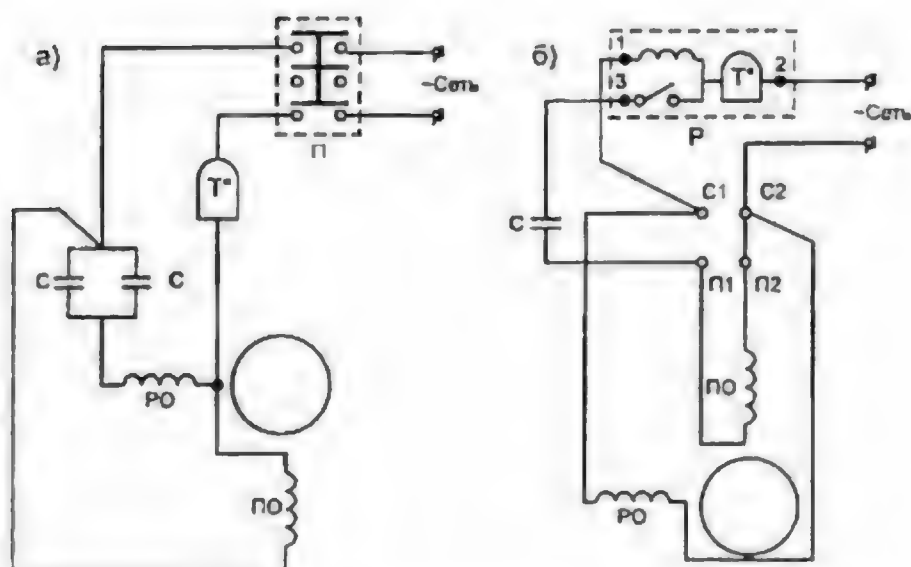 а)
П
~Сеть
Т°
С
С
РО
ПО
б)
1
2
3
Т°
Р
~Сеть
С1
С2
С
П1
П2
ПО
РО